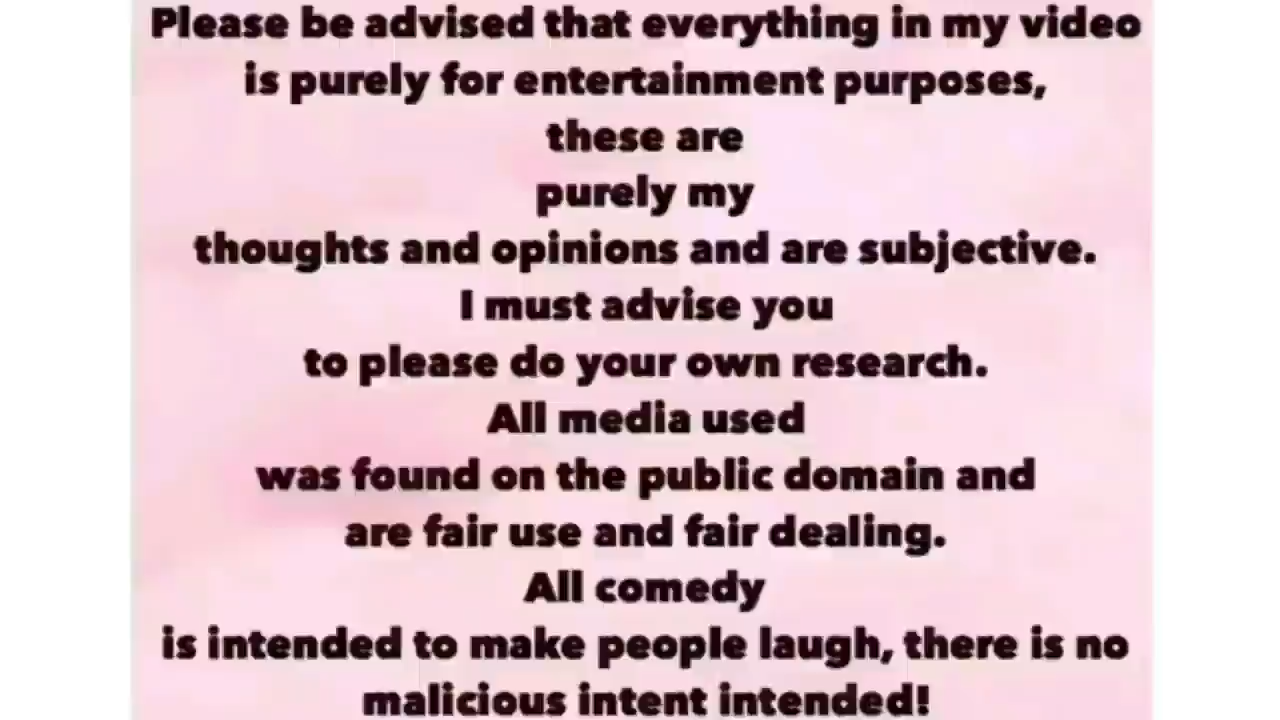 Please be advised that everything in my video
is purely for entertainment purposes,
these are
purely my
thoughts and opinions and are subjective.
I must advise you
to please do your own research.
All media used
was found on the public domain and
are fair use and fair dealing.
All comedy
is intended to make people laugh, there is no
malicious intent intended!